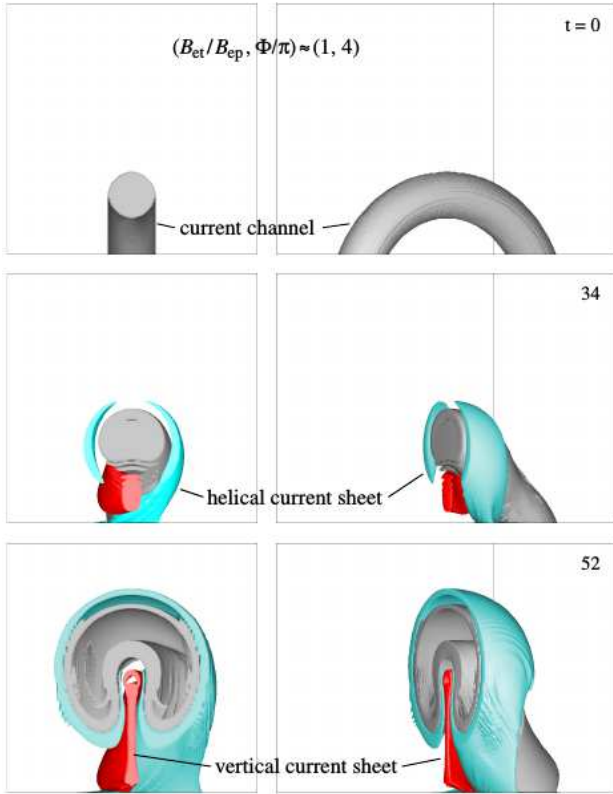 (B_et/B_ep, Φ/π)≈(1, 4)
t = 0
current channel
34
helical current sheet
52
vertical current sheet